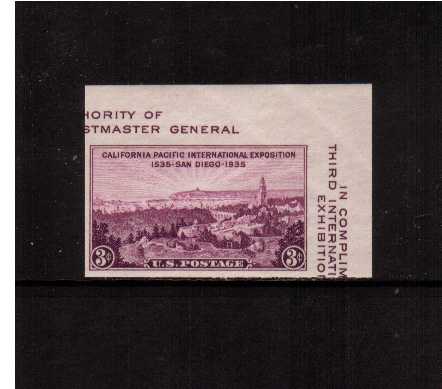 HORITY OF
STMASTER GENERAL
CALIFORNIA PACIFIC INTERNATIONAL EXPOSITION
1535-SAN DIEGO-1935
3¢ U.S. POSTAGE 3¢
IN COMPLIM
THIRD INTERNATI
EXHIBITIO